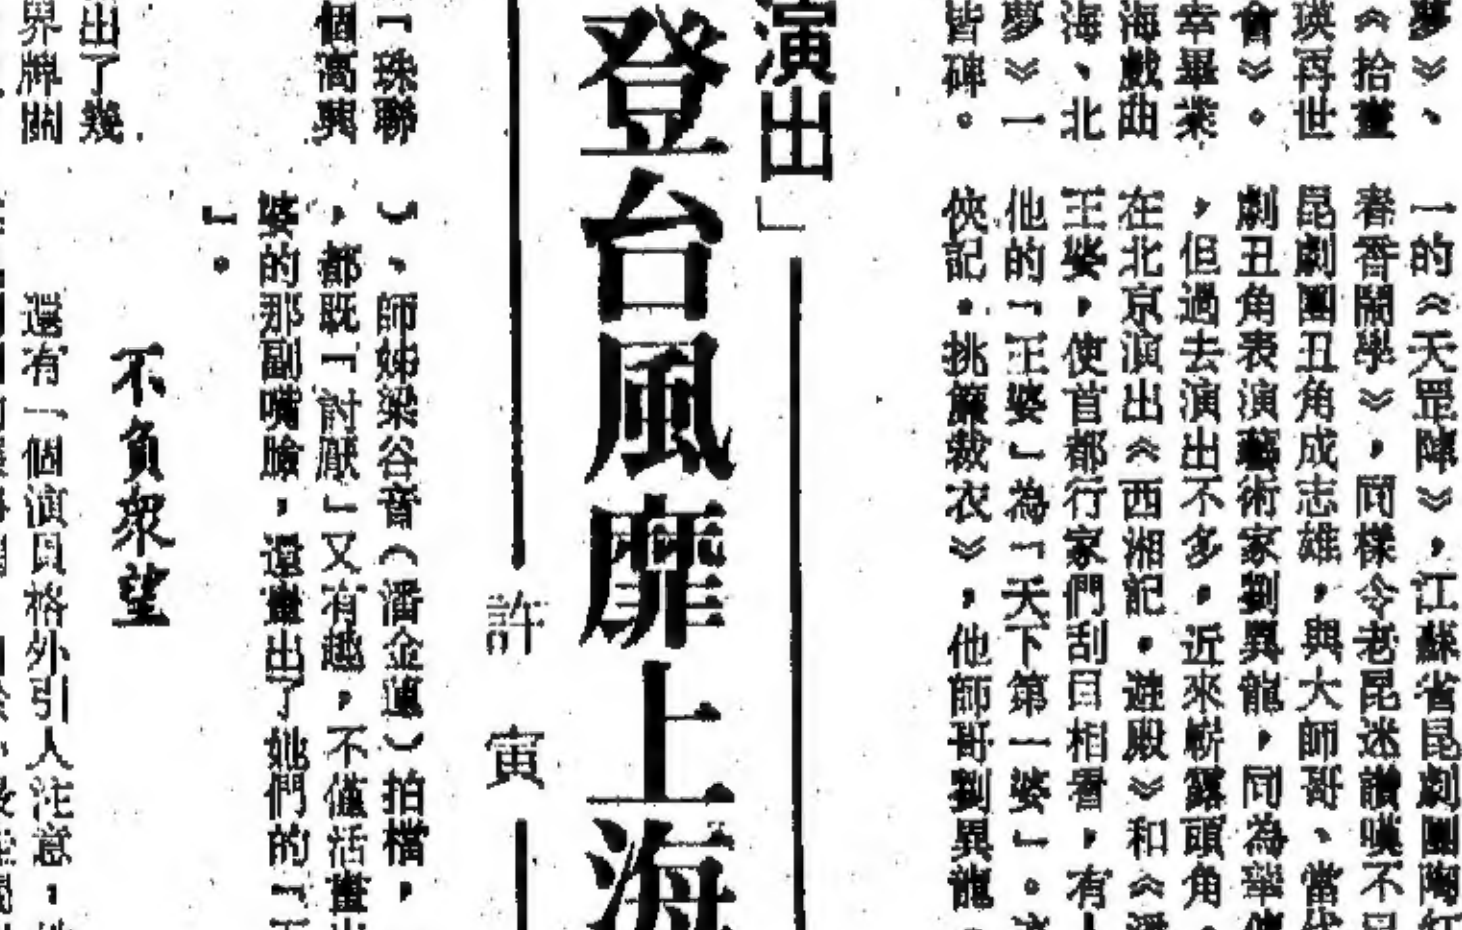 夢》、
《拾畫
瑛再世
會》。
幸畢業
海戲曲
海、北
夢》一
皆碑。
一的《天罡陣》，江蘇省昆劇團陶紅
春香鬧學》，同樣令老昆迷讚嘆不已
昆劇團丑角成志雄，與大師哥、當代
劇丑角表演藝術家劉異龍，同為華傳
，但過去演出不多，近來嶄露頭角。
在北京演出《西湘記．遊殿》和《潘
王婆，使首都行家們刮目相看，有人
他的「王婆」為「天下第一婆」。
俠記．挑簾裁衣》，他師哥劉異龍
演出」
登台風靡上海
許寅
「珠聯
個高興
出了幾
界牌關
）、師姊梁谷音（潘金蓮）拍檔，
，都既「討厭」又有趣，不僅活畫出
婆的那副嘴臉，還畫出了她們的「
」。
不負眾望
還有一個演員格外引人注意，她